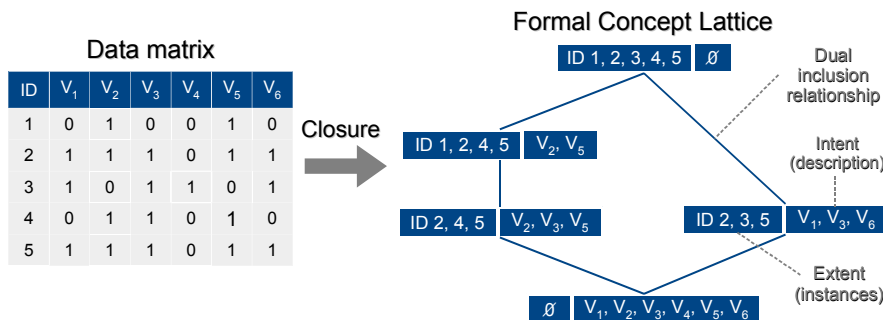 Data matrix
ID V₁ V₂ V₃ V₄ V₅ V₆
1 0 1 0 0 1 0
2 1 1 1 0 1 1
3 1 0 1 1 0 1
4 0 1 1 0 1 0
5 1 1 1 0 1 1
Closure
Formal Concept Lattice
ID 1, 2, 3, 4, 5 Ø
Dual
inclusion
relationship
ID 1, 2, 4, 5 V₂, V₅
Intent
(description)
ID 2, 4, 5 V₂, V₃, V₅
ID 2, 3, 5 V₁, V₃, V₆
Extent
(instances)
Ø V₁, V₂, V₃, V₄, V₅, V₆